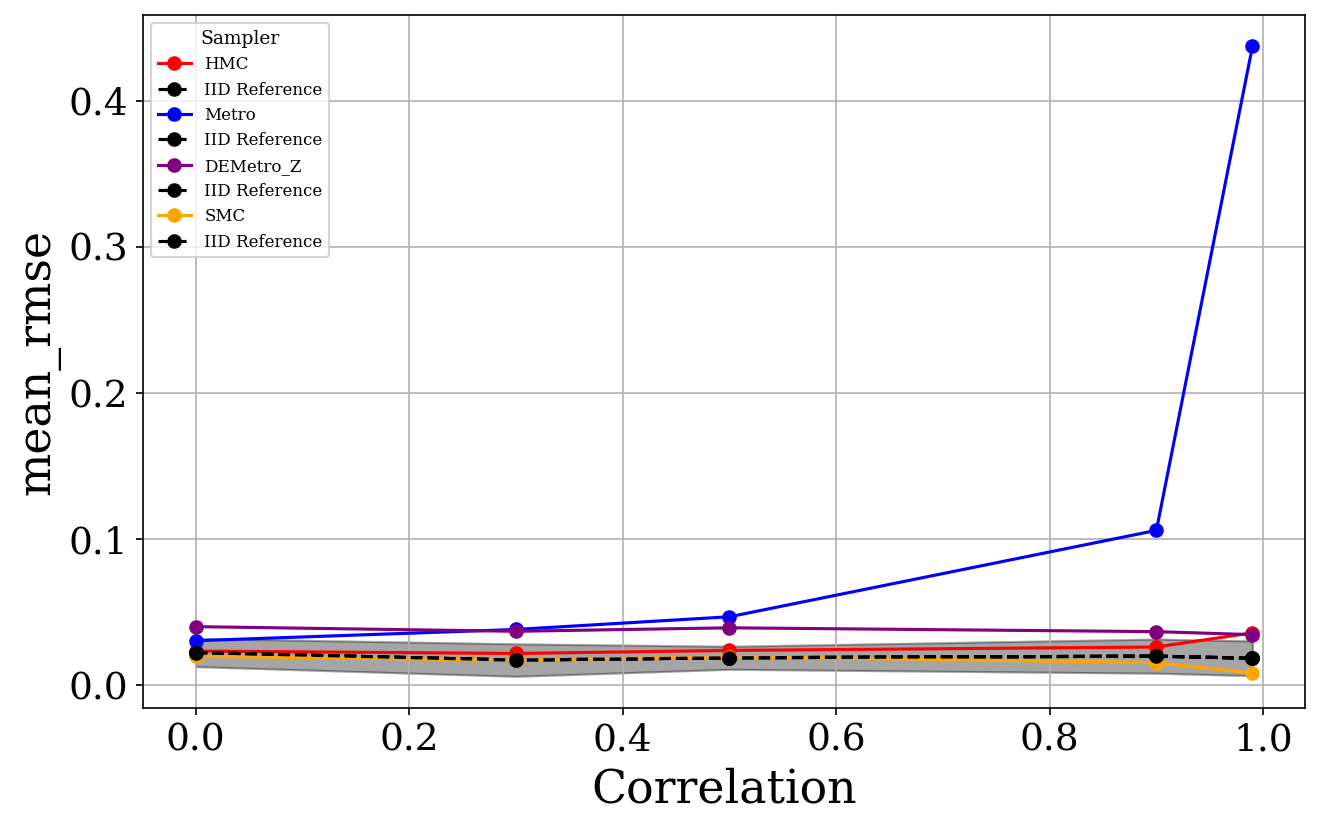 Sampler
HMC
IID Reference
Metro
IID Reference
DEMetro_Z
IID Reference
SMC
IID Reference
mean_rmse
0.4
0.3
0.2
0.1
0.0
0.0 0.2 0.4 0.6 0.8 1.0
Correlation